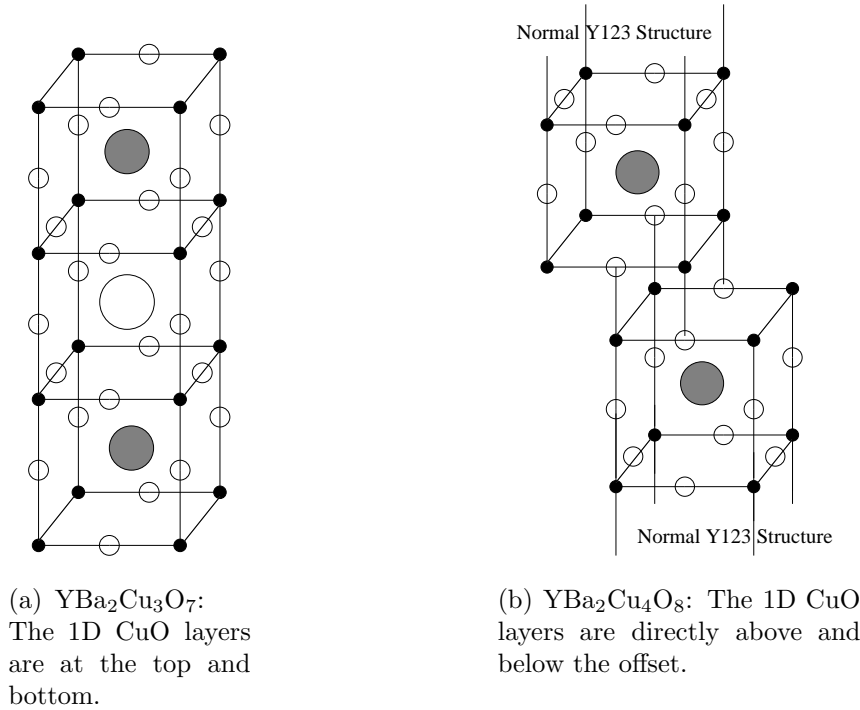 Normal Y123 Structure
Normal Y123 Structure
(a) YBa₂Cu₃O₇:
The 1D CuO layers
are at the top and
bottom.
(b) YBa₂Cu₄O₈: The 1D CuO
layers are directly above and
below the offset.